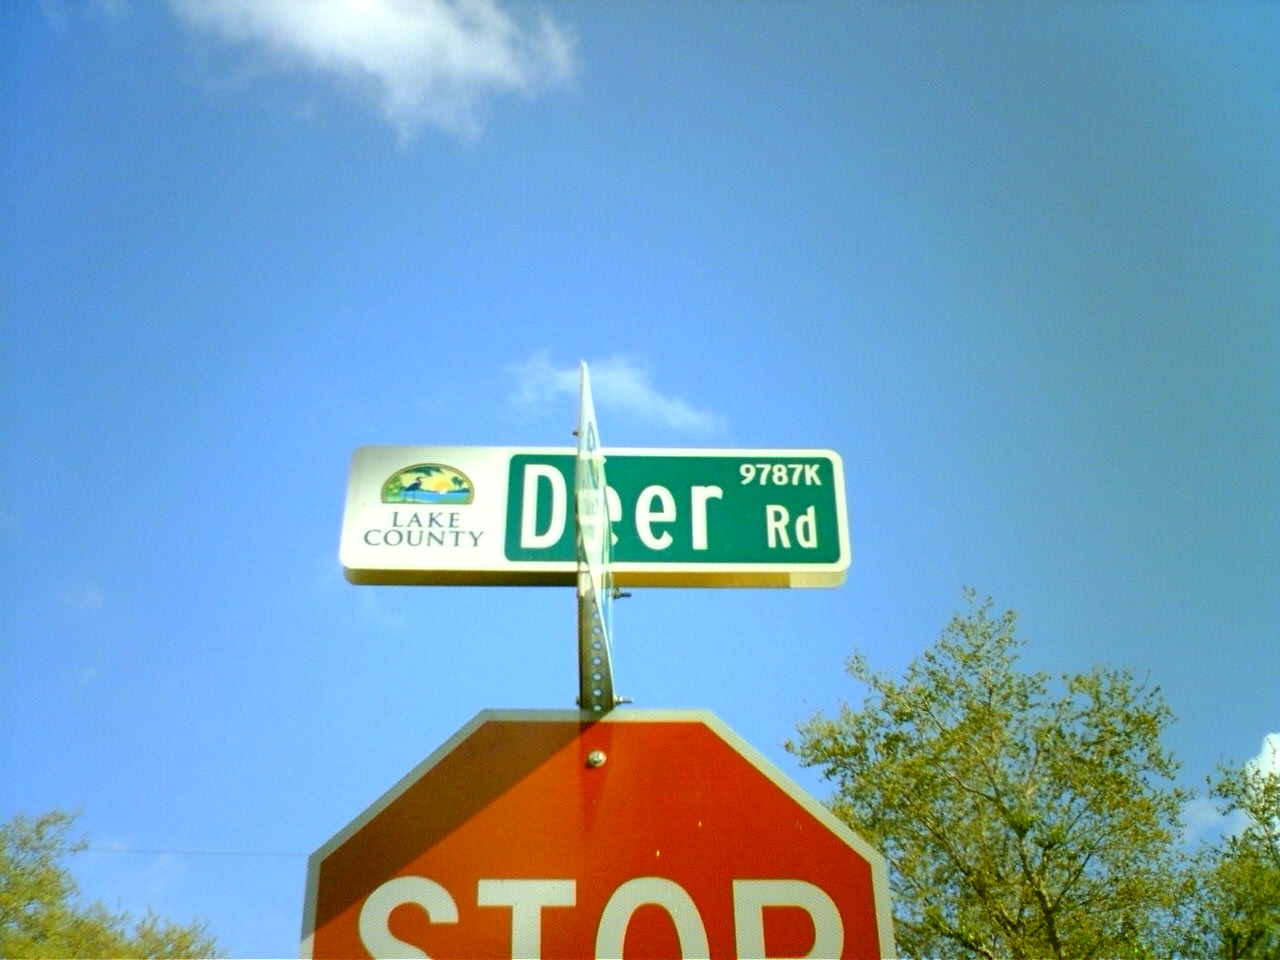 LAKE
COUNTY
Deer Rd
9787K
STOP